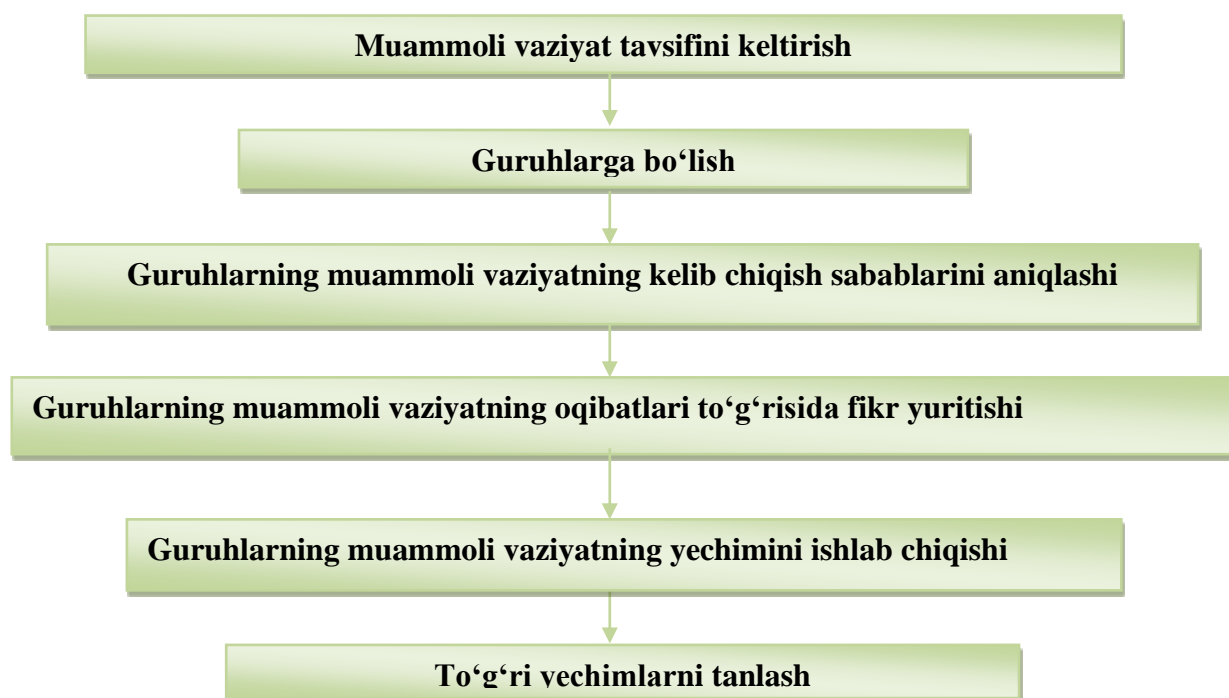 Muammoli vaziyat tavsifini keltirish
Guruhlarga bo‘lish
Guruhlarning muammoli vaziyatning kelib chiqish sabablarini aniqlashi
Guruhlarning muammoli vaziyatning oqibatlari to‘g‘risida fikr yuritishi
Guruhlarning muammoli vaziyatning yechimini ishlab chiqishi
To‘g‘ri yechimlarni tanlash